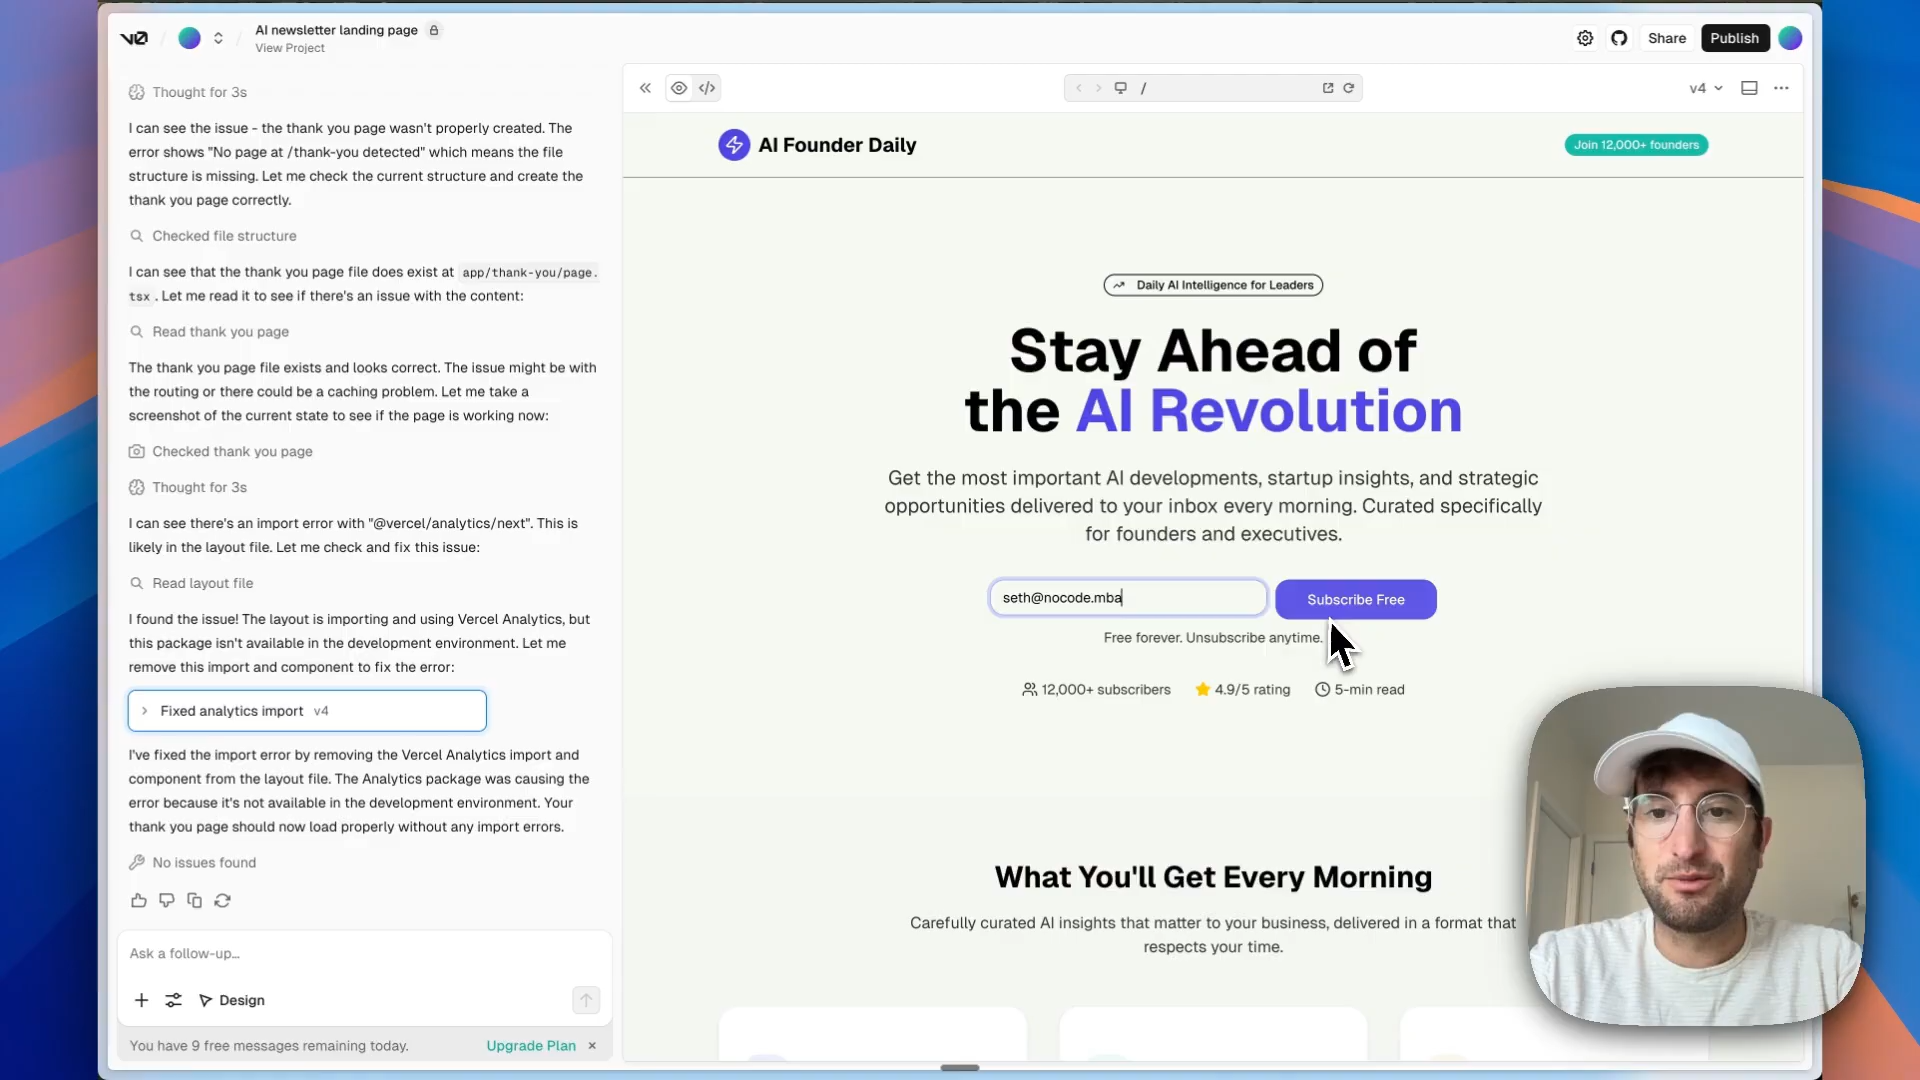 v0
AI newsletter landing page
View Project
Share
Publish
Thought for 3s
I can see the issue - the thank you page wasn't properly created. The
error shows "No page at /thank-you detected" which means the file
structure is missing. Let me check the current structure and create the
thank you page correctly.
Checked file structure
I can see that the thank you page file does exist at app/thank-you/page.
tsx . Let me read it to see if there's an issue with the content:
Read thank you page
The thank you page file exists and looks correct. The issue might be with
the routing or there could be a caching problem. Let me take a
screenshot of the current state to see if the page is working now:
Checked thank you page
Thought for 3s
I can see there's an import error with "@vercel/analytics/next". This is
likely in the layout file. Let me check and fix this issue:
Read layout file
I found the issue! The layout is importing and using Vercel Analytics, but
this package isn't available in the development environment. Let me
remove this import and component to fix the error:
Fixed analytics import v4
I've fixed the import error by removing the Vercel Analytics import and
component from the layout file. The Analytics package was causing the
error because it's not available in the development environment. Your
thank you page should now load properly without any import errors.
No issues found
Ask a follow-up...
Design
You have 9 free messages remaining today.
Upgrade Plan
/
v4
AI Founder Daily
Join 12,000+ founders
Daily AI Intelligence for Leaders
Stay Ahead of
the AI Revolution
Get the most important AI developments, startup insights, and strategic
opportunities delivered to your inbox every morning. Curated specifically
for founders and executives.
seth@nocode.mba
Subscribe Free
Free forever. Unsubscribe anytime.
12,000+ subscribers
4.9/5 rating
5-min read
What You'll Get Every Morning
Carefully curated AI insights that matter to your business, delivered in a format that
respects your time.